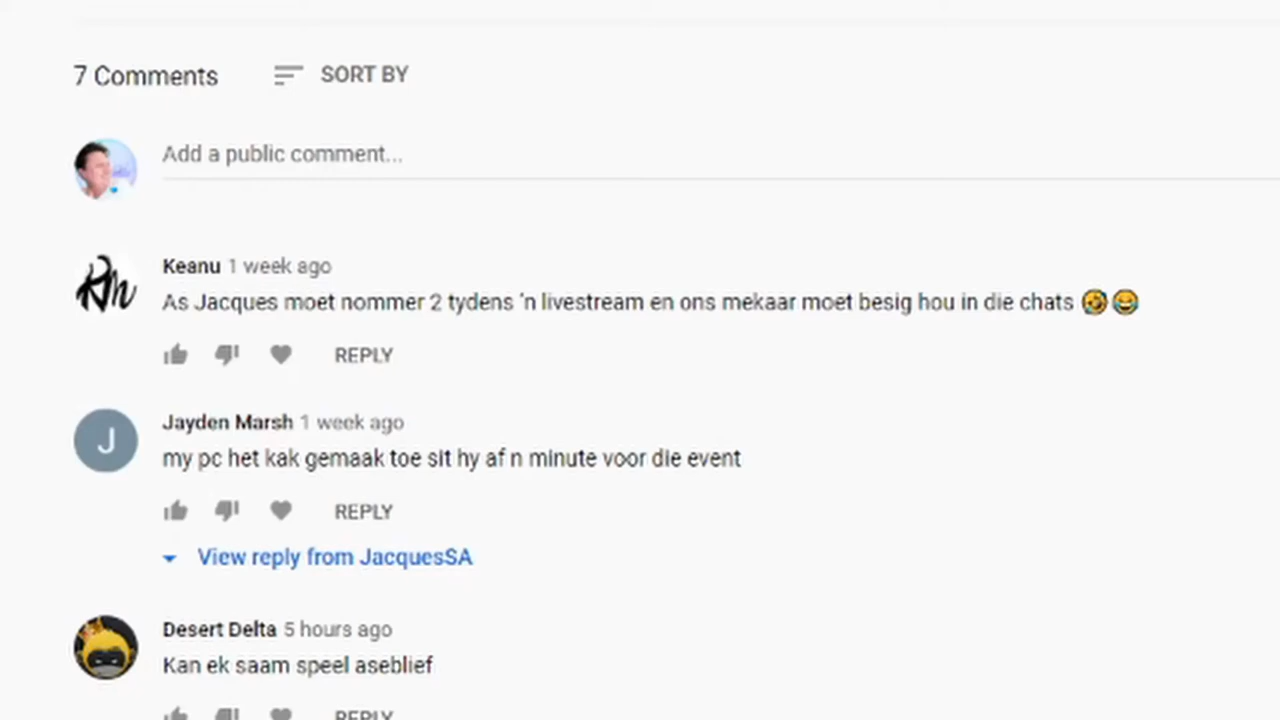 7 Comments SORT BY
Add a public comment...
Keanu 1 week ago
As Jacques moet nommer 2 tydens 'n livestream en ons mekaar moet besig hou in die chats 🤣😂
REPLY
Jayden Marsh 1 week ago
my pc het kak gemaak toe sit hy af n minute voor die event
REPLY
View reply from JacquesSA
Desert Delta 5 hours ago
Kan ek saam speel aseblief
REPLY